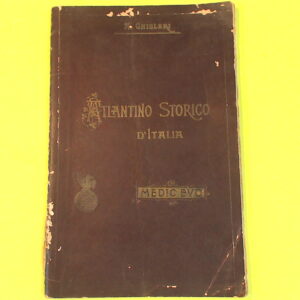 A. GHISLERI
ATLANTINO STORICO
D'ITALIA
MEDIO EVO